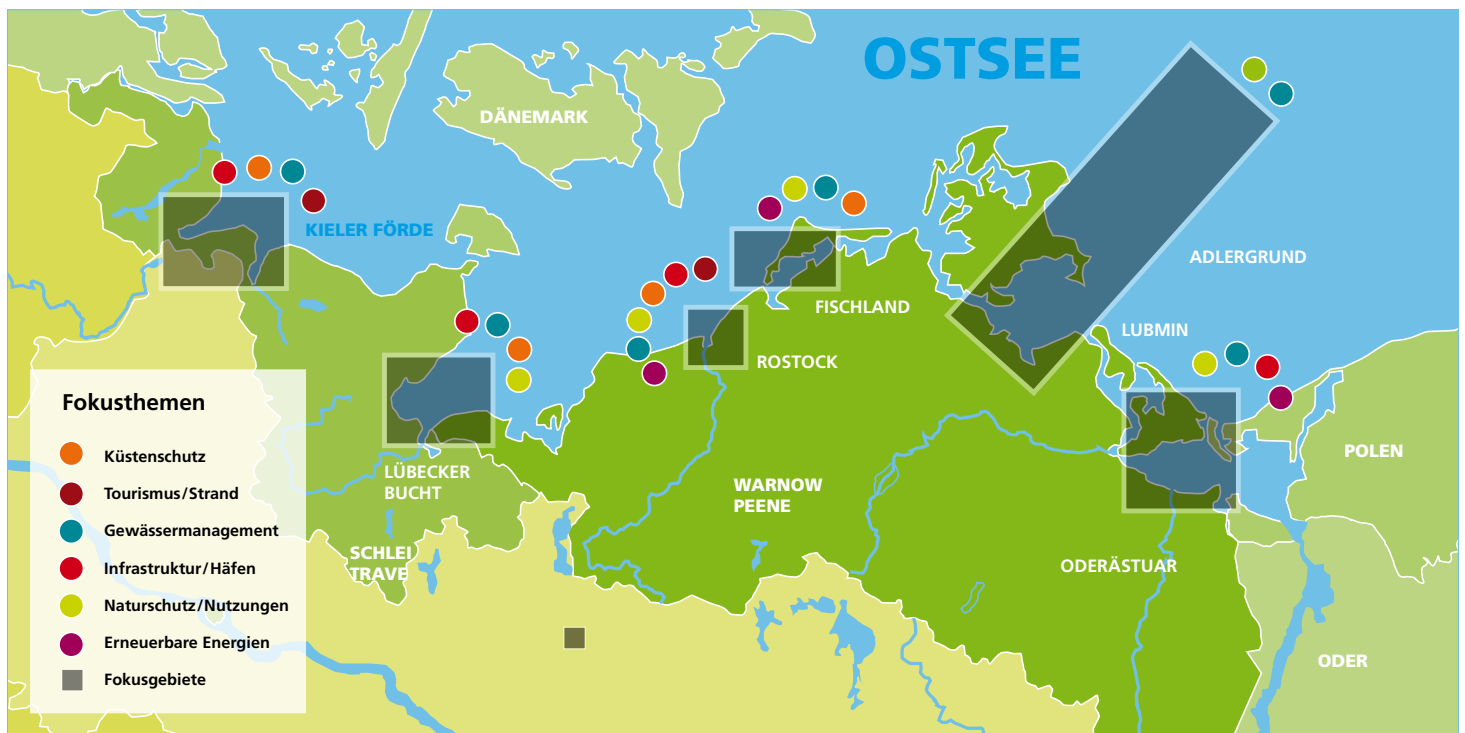 OSTSEE
DÄNEMARK
KIELER FÖRDE
ADLERGRUND
FISCHLAND
LUBMIN
ROSTOCK
Fokusthemen
Küstenschutz
Tourismus/Strand
Gewässermanagement
Infrastruktur/Häfen
Naturschutz/Nutzungen
Erneuerbare Energien
Fokusgebiete
LÜBECKER
BUCHT
SCHLEI
TRAVE
WARNOW
PEENE
POLEN
ODERÄSTUAR
ODER